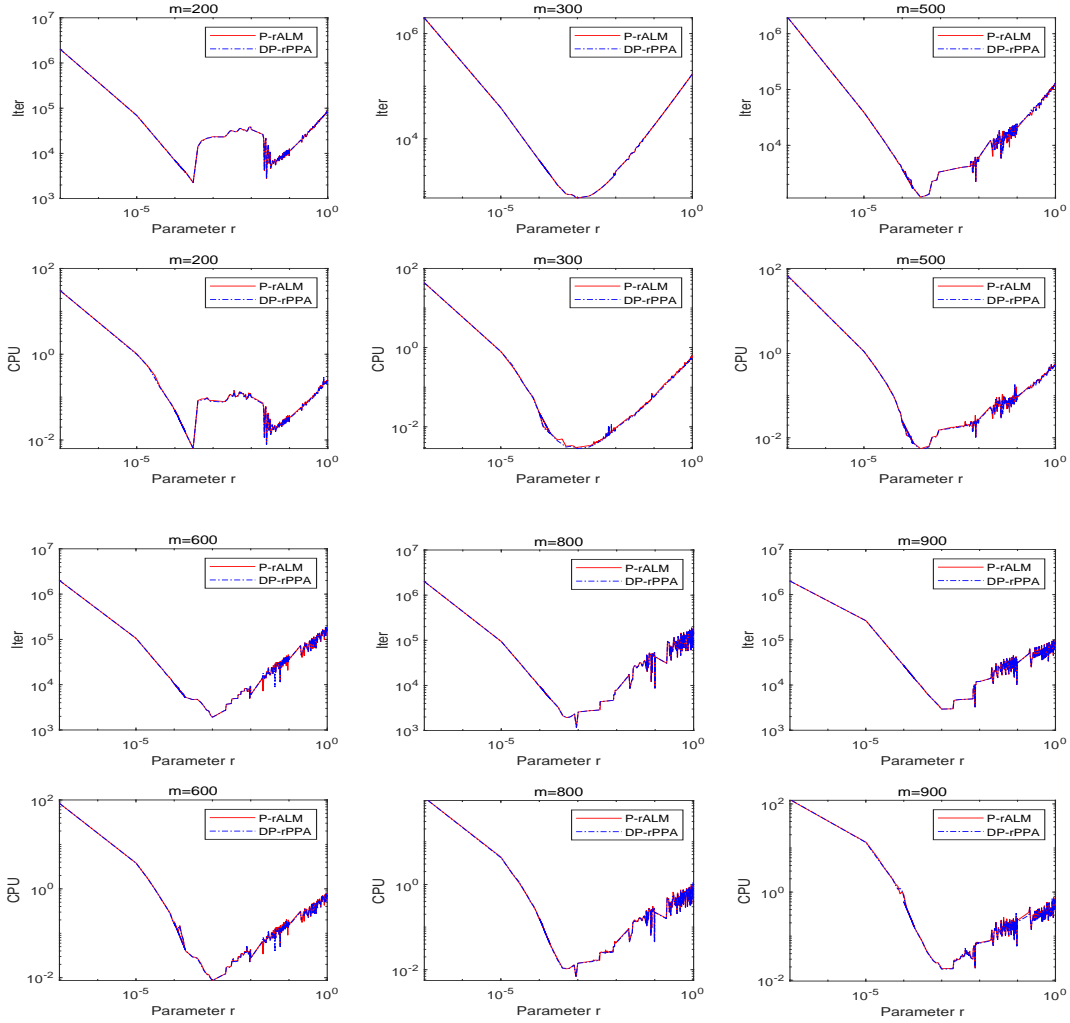 m=200
10^7
10^6
10^5
10^4
10^3
Iter
P-rALM
DP-rPPA
10^-5
10^0
Parameter r
m=300
10^6
10^4
Iter
P-rALM
DP-rPPA
10^-5
10^0
Parameter r
m=500
10^6
10^5
10^4
Iter
P-rALM
DP-rPPA
10^-5
10^0
Parameter r
m=200
10^2
10^0
10^-2
CPU
P-rALM
DP-rPPA
10^-5
10^0
Parameter r
m=300
10^2
10^0
10^-2
CPU
P-rALM
DP-rPPA
10^-5
10^0
Parameter r
m=500
10^2
10^0
10^-2
CPU
P-rALM
DP-rPPA
10^-5
10^0
Parameter r
m=600
10^7
10^6
10^5
10^4
10^3
Iter
P-rALM
DP-rPPA
10^-5
10^0
Parameter r
m=800
10^7
10^6
10^5
10^4
10^3
Iter
P-rALM
DP-rPPA
10^-5
10^0
Parameter r
m=900
10^7
10^6
10^5
10^4
10^3
Iter
P-rALM
DP-rPPA
10^-5
10^0
Parameter r
m=600
10^2
10^0
10^-2
CPU
P-rALM
DP-rPPA
10^-5
10^0
Parameter r
m=800
10^2
10^0
10^-2
CPU
P-rALM
DP-rPPA
10^-5
10^0
Parameter r
m=900
10^2
10^0
10^-2
CPU
P-rALM
DP-rPPA
10^-5
10^0
Parameter r